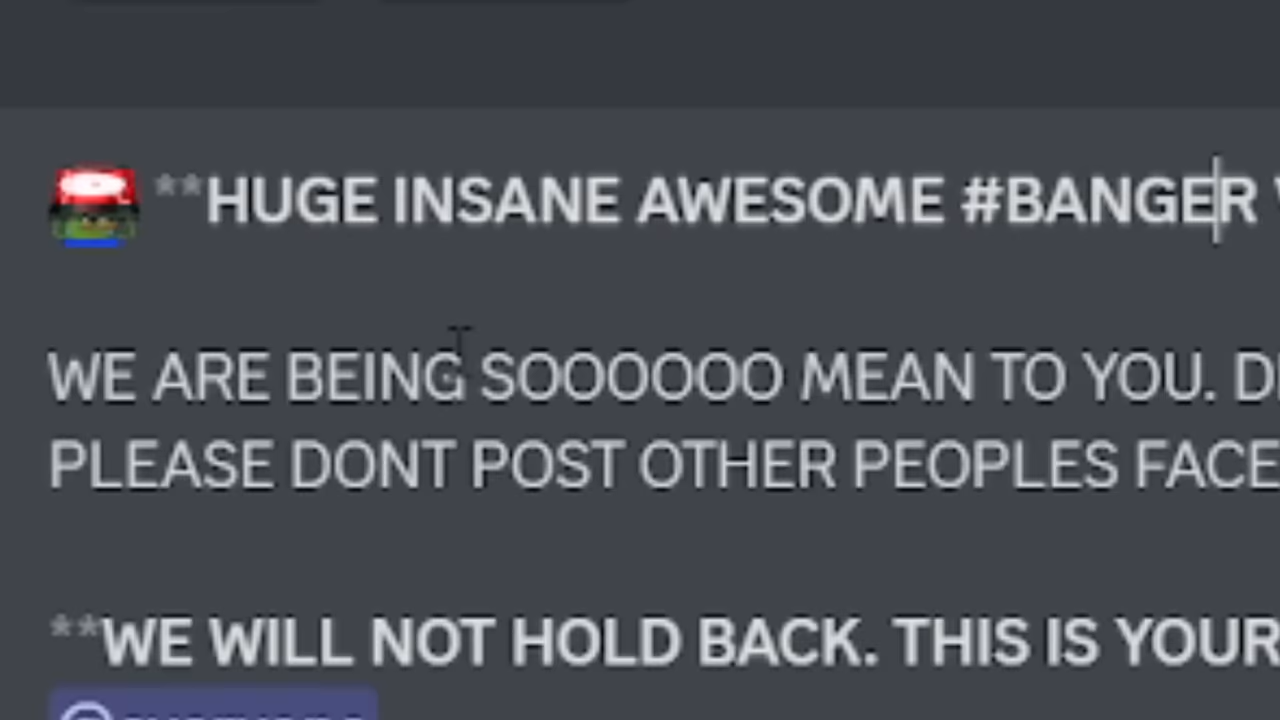 **HUGE INSANE AWESOME #BANGER
WE ARE BEING SOOOOOO MEAN TO YOU.
PLEASE DONT POST OTHER PEOPLES FACE
**WE WILL NOT HOLD BACK. THIS IS YOUR